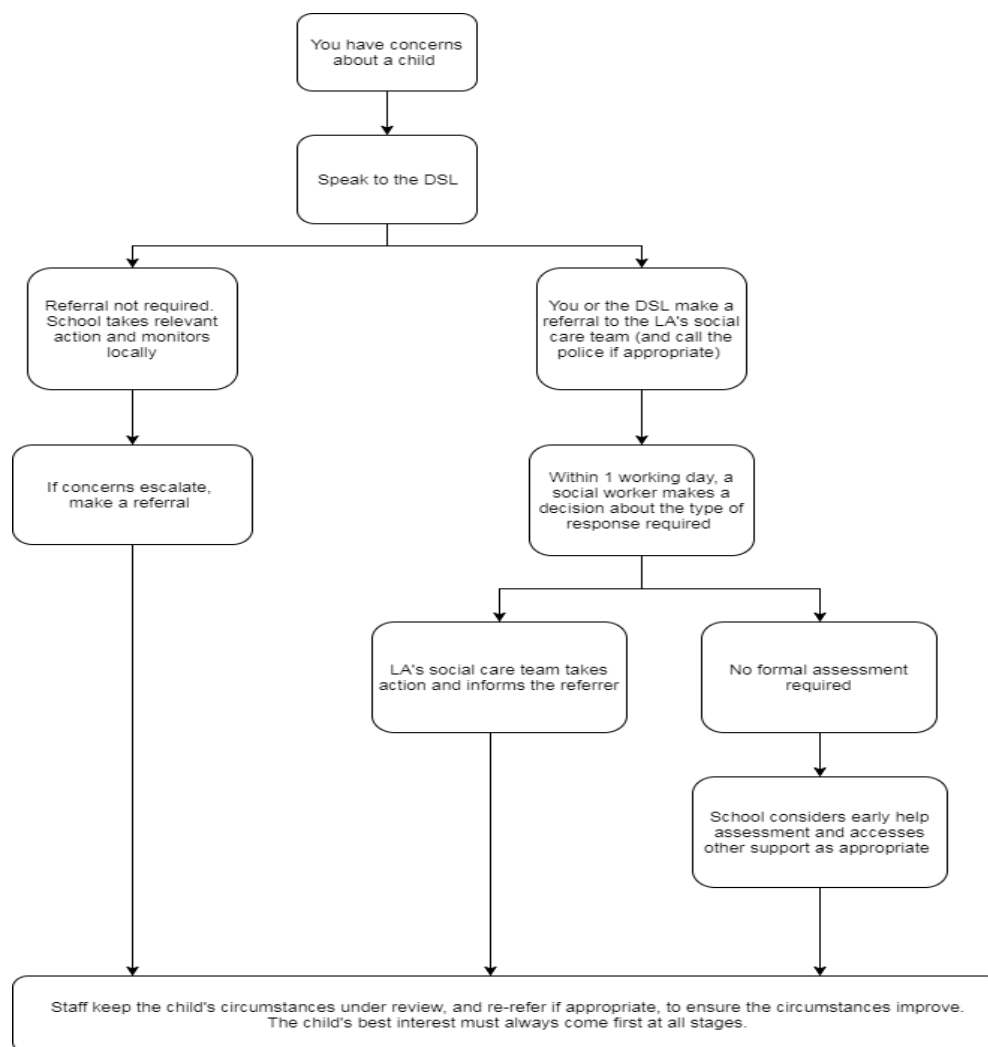 You have concerns
about a child
Speak to the DSL
Referral not required.
School takes relevant
action and monitors
locally
You or the DSL make a
referral to the LA's social
care team (and call the
police if appropriate)
If concerns escalate,
make a referral
Within 1 working day, a
social worker makes a
decision about the type of
response required
LA's social care team takes
action and informs the referrer
No formal assessment
required
School considers early help
assessment and accesses
other support as appropriate
Staff keep the child's circumstances under review, and re-refer if appropriate, to ensure the circumstances improve.
The child's best interest must always come first at all stages.